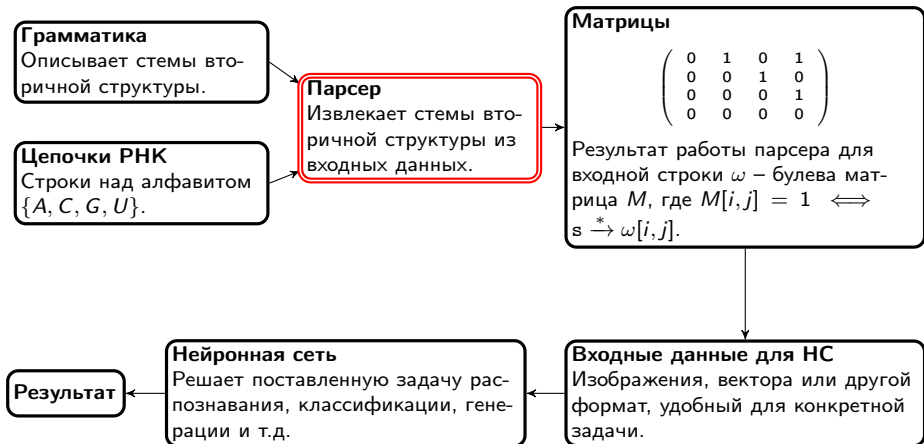 Грамматика
Описывает стемы вто-
ричной структуры.
Цепочки РНК
Строки над алфавитом
{A, C, G, U}.
Парсер
Извлекает стемы вто-
ричной структуры из
входных данных.
Матрицы
0 1 0 1
0 0 1 0
0 0 0 1
0 0 0 0
Результат работы парсера для
входной строки ω – булева мат-
рица M, где M[i, j] = 1 ⟺
s →* ω[i, j].
Входные данные для НС
Изображения, вектора или другой
формат, удобный для конкретной
задачи.
Нейронная сеть
Решает поставленную задачу рас-
познавания, классификации, гене-
рации и т.д.
Результат